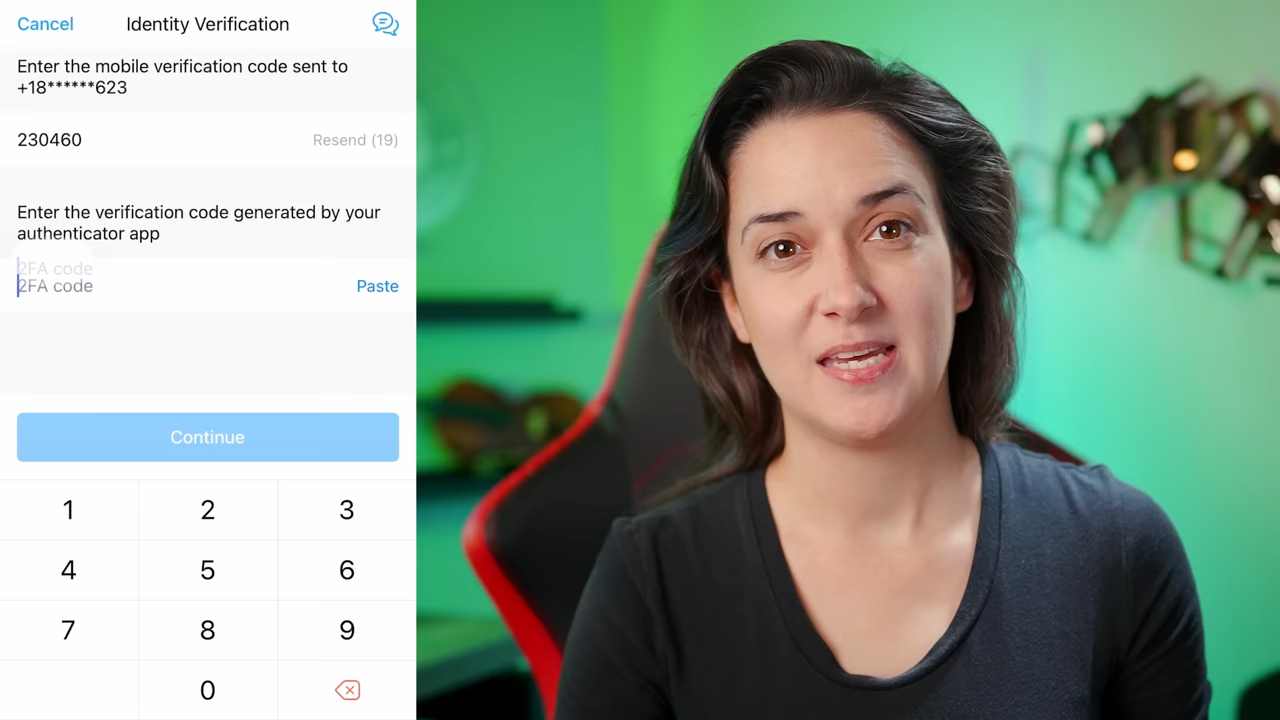 Cancel
Identity Verification
Enter the mobile verification code sent to
+18******623
230460
Resend (19)
Enter the verification code generated by your
authenticator app
2FA code
2FA code
Paste
Continue
1 2 3
4 5 6
7 8 9
0